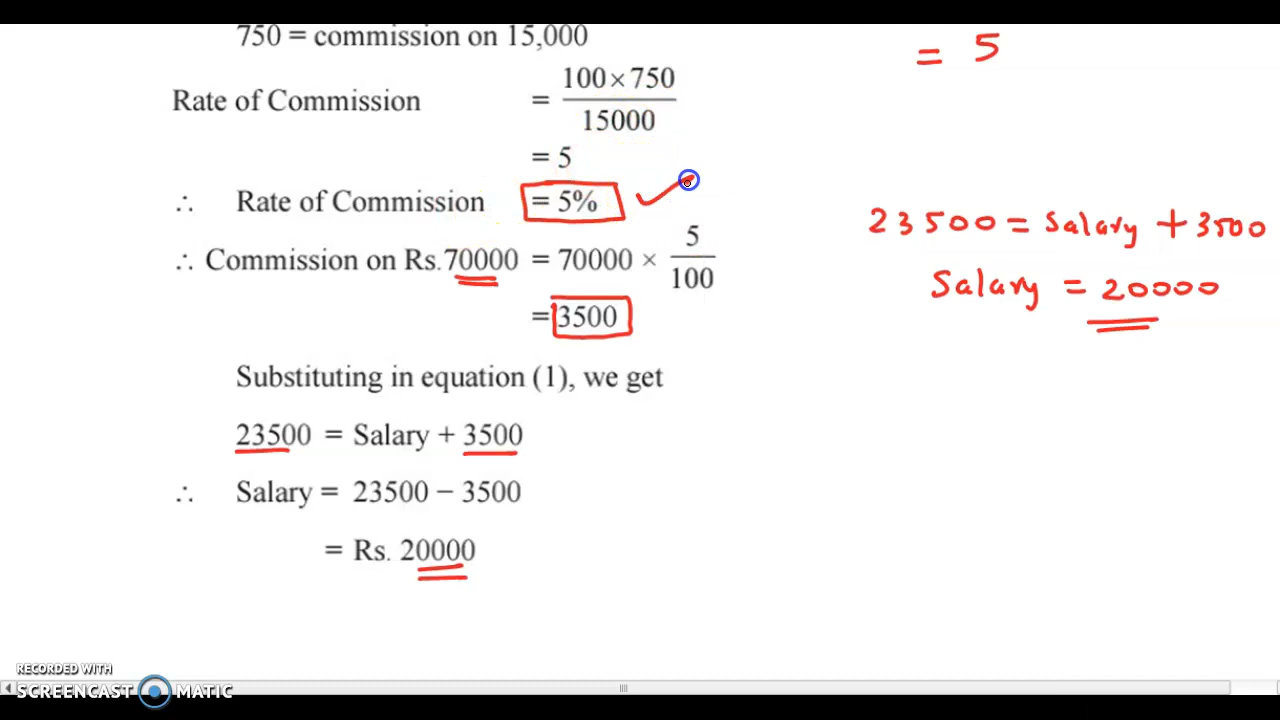 750 = commission on 15,000
= 5
Rate of Commission = 100 × 750 / 15000
= 5
∴ Rate of Commission = 5%
∴ Commission on Rs. 70000 = 70000 × 5 / 100
= 3500
23500 = Salary + 3500
Salary = 20000
Substituting in equation (1), we get
23500 = Salary + 3500
∴ Salary = 23500 − 3500
= Rs. 20000
RECORDED WITH
SCREENCAST MATIC